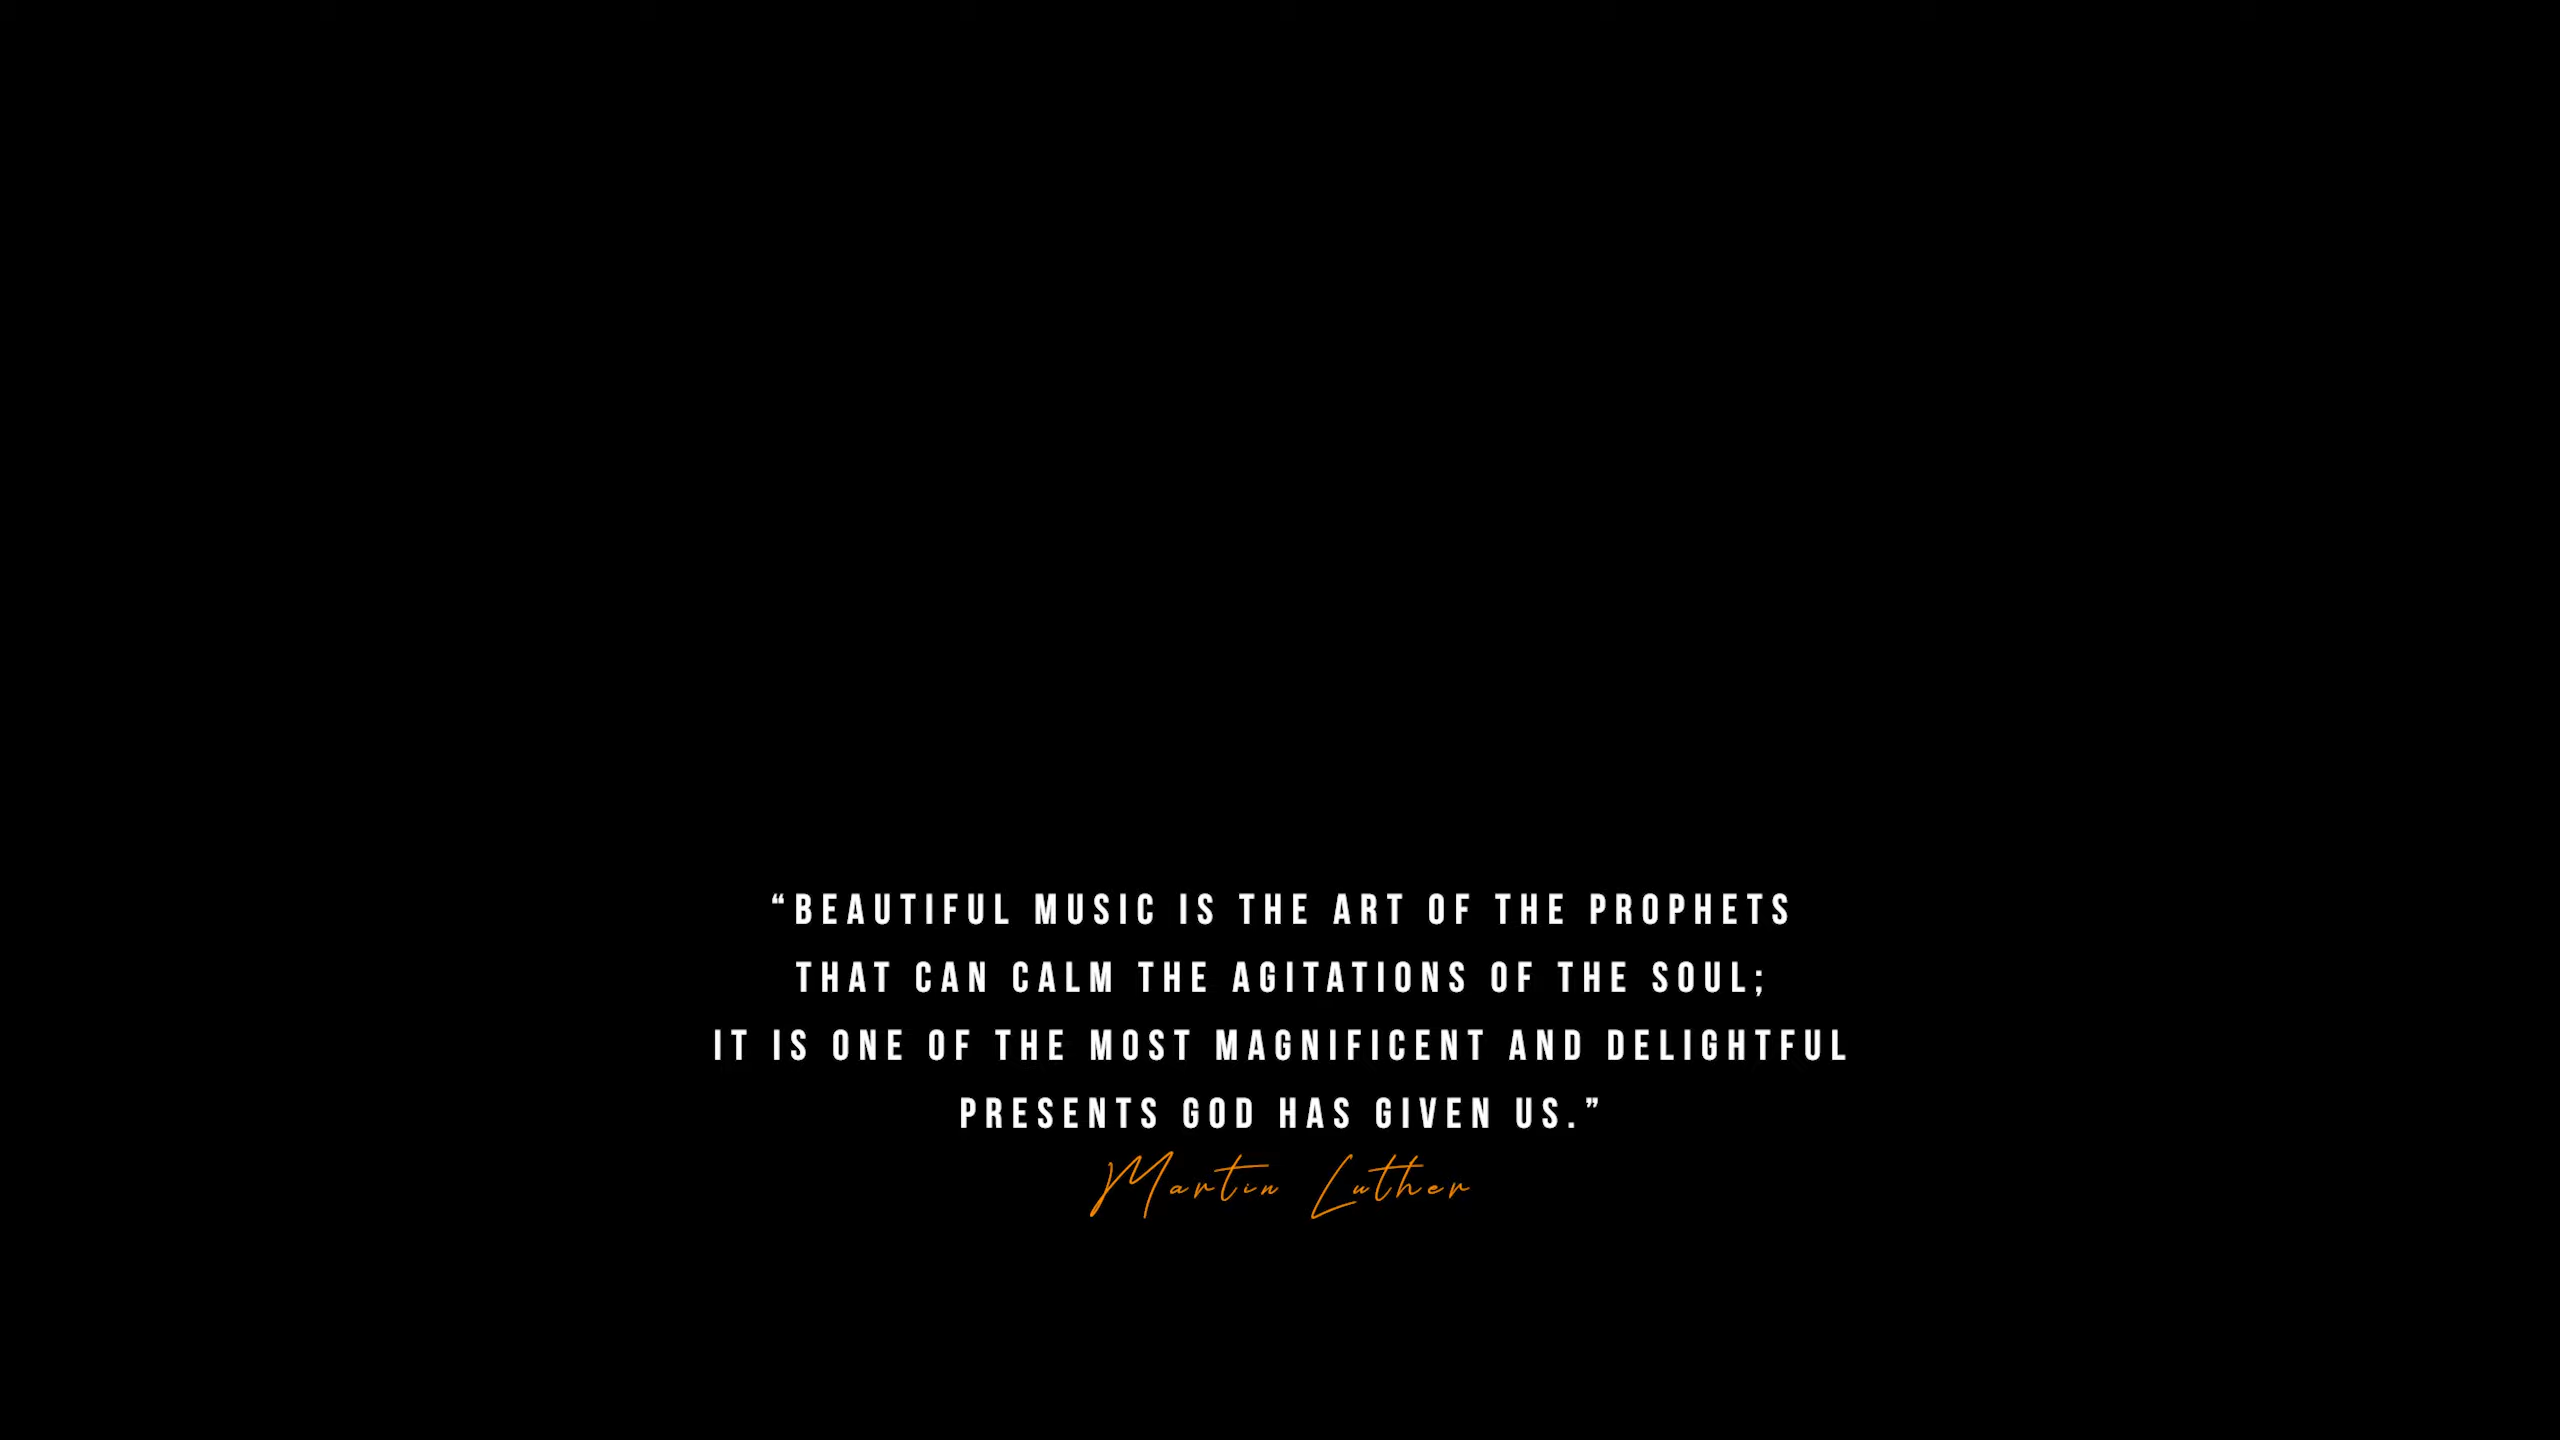 “BEAUTIFUL MUSIC IS THE ART OF THE PROPHETS
THAT CAN CALM THE AGITATIONS OF THE SOUL;
IT IS ONE OF THE MOST MAGNIFICENT AND DELIGHTFUL
PRESENTS GOD HAS GIVEN US.”
Martin Luther